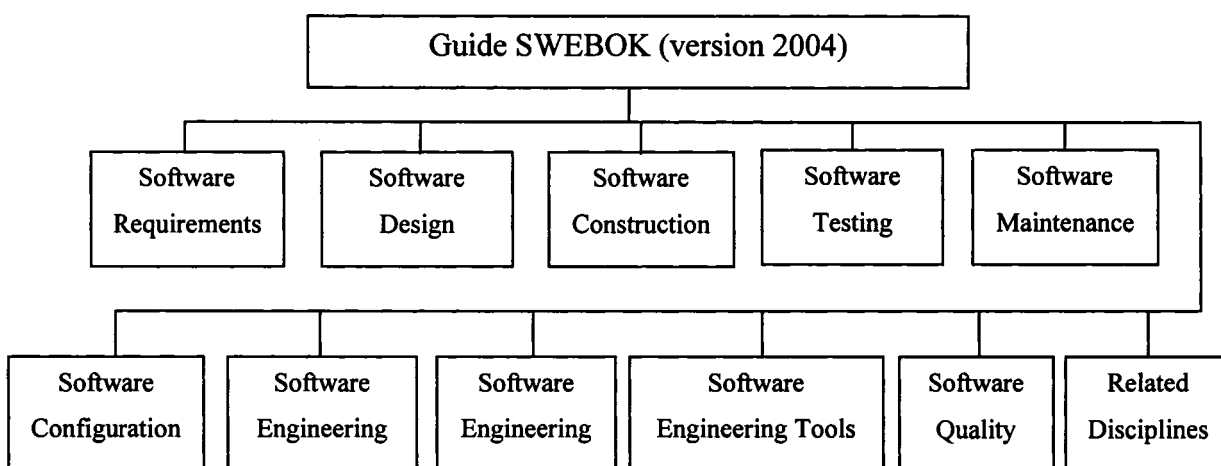 Guide SWEBOK (version 2004)
Software
Requirements
Software
Design
Software
Construction
Software
Testing
Software
Maintenance
Software
Configuration
Software
Engineering
Software
Engineering
Software
Engineering Tools
Software
Quality
Related
Disciplines